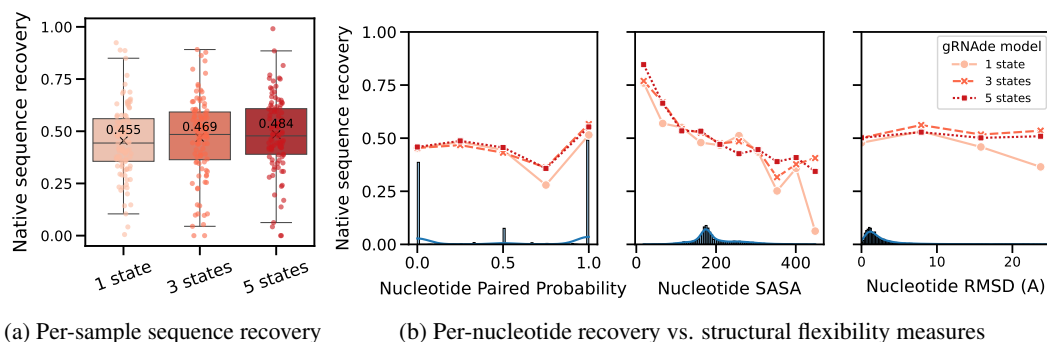 Native sequence recovery
1.00
0.75
0.50
0.25
0.00
0.455
0.469
0.484
1 state
3 states
5 states
(a) Per-sample sequence recovery
Native sequence recovery
1.00
0.75
0.50
0.25
0.00
0.0
0.5
1.0
Nucleotide Paired Probability
0
200
400
Nucleotide SASA
gRNAde model
1 state
3 states
5 states
0
10
20
Nucleotide RMSD (A)
(b) Per-nucleotide recovery vs. structural flexibility measures